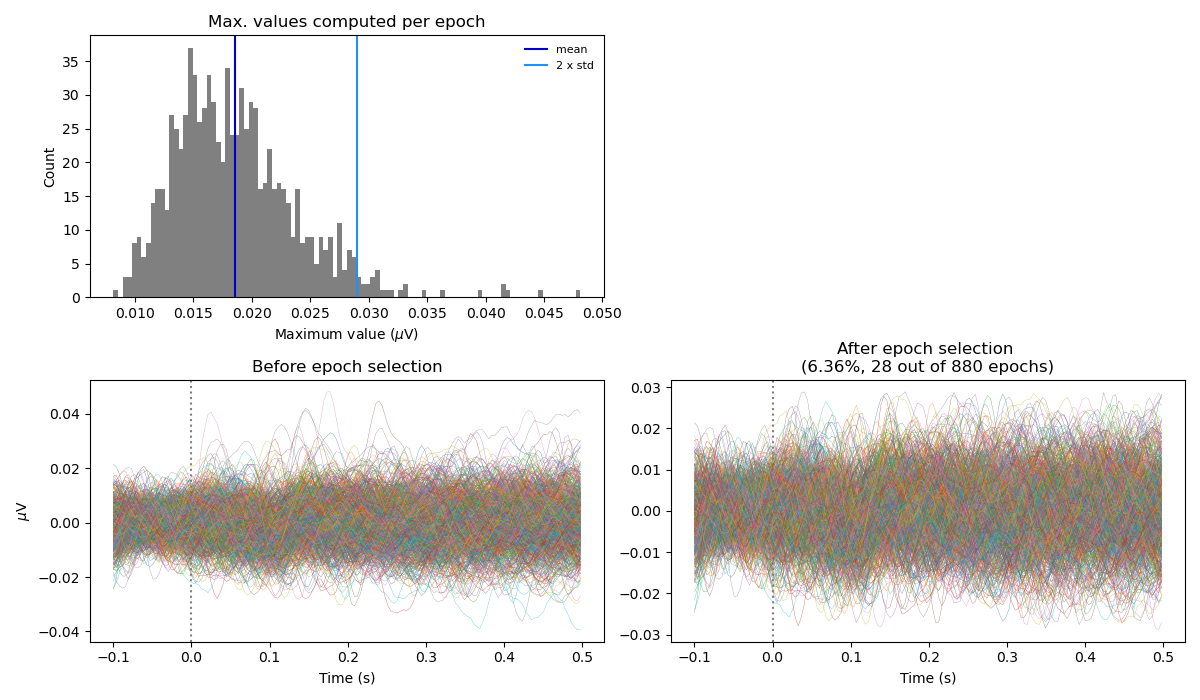 Max. values computed per epoch
mean
2 x std
35
30
25
20
15
10
5
0
Count
0.010 0.015 0.020 0.025 0.030 0.035 0.040 0.045 0.050
Maximum value (μV)
Before epoch selection
0.04
0.02
0.00
−0.02
−0.04
μV
−0.1 0.0 0.1 0.2 0.3 0.4 0.5
Time (s)
After epoch selection
(6.36%, 28 out of 880 epochs)
0.03
0.02
0.01
0.00
−0.01
−0.02
−0.03
−0.1 0.0 0.1 0.2 0.3 0.4 0.5
Time (s)